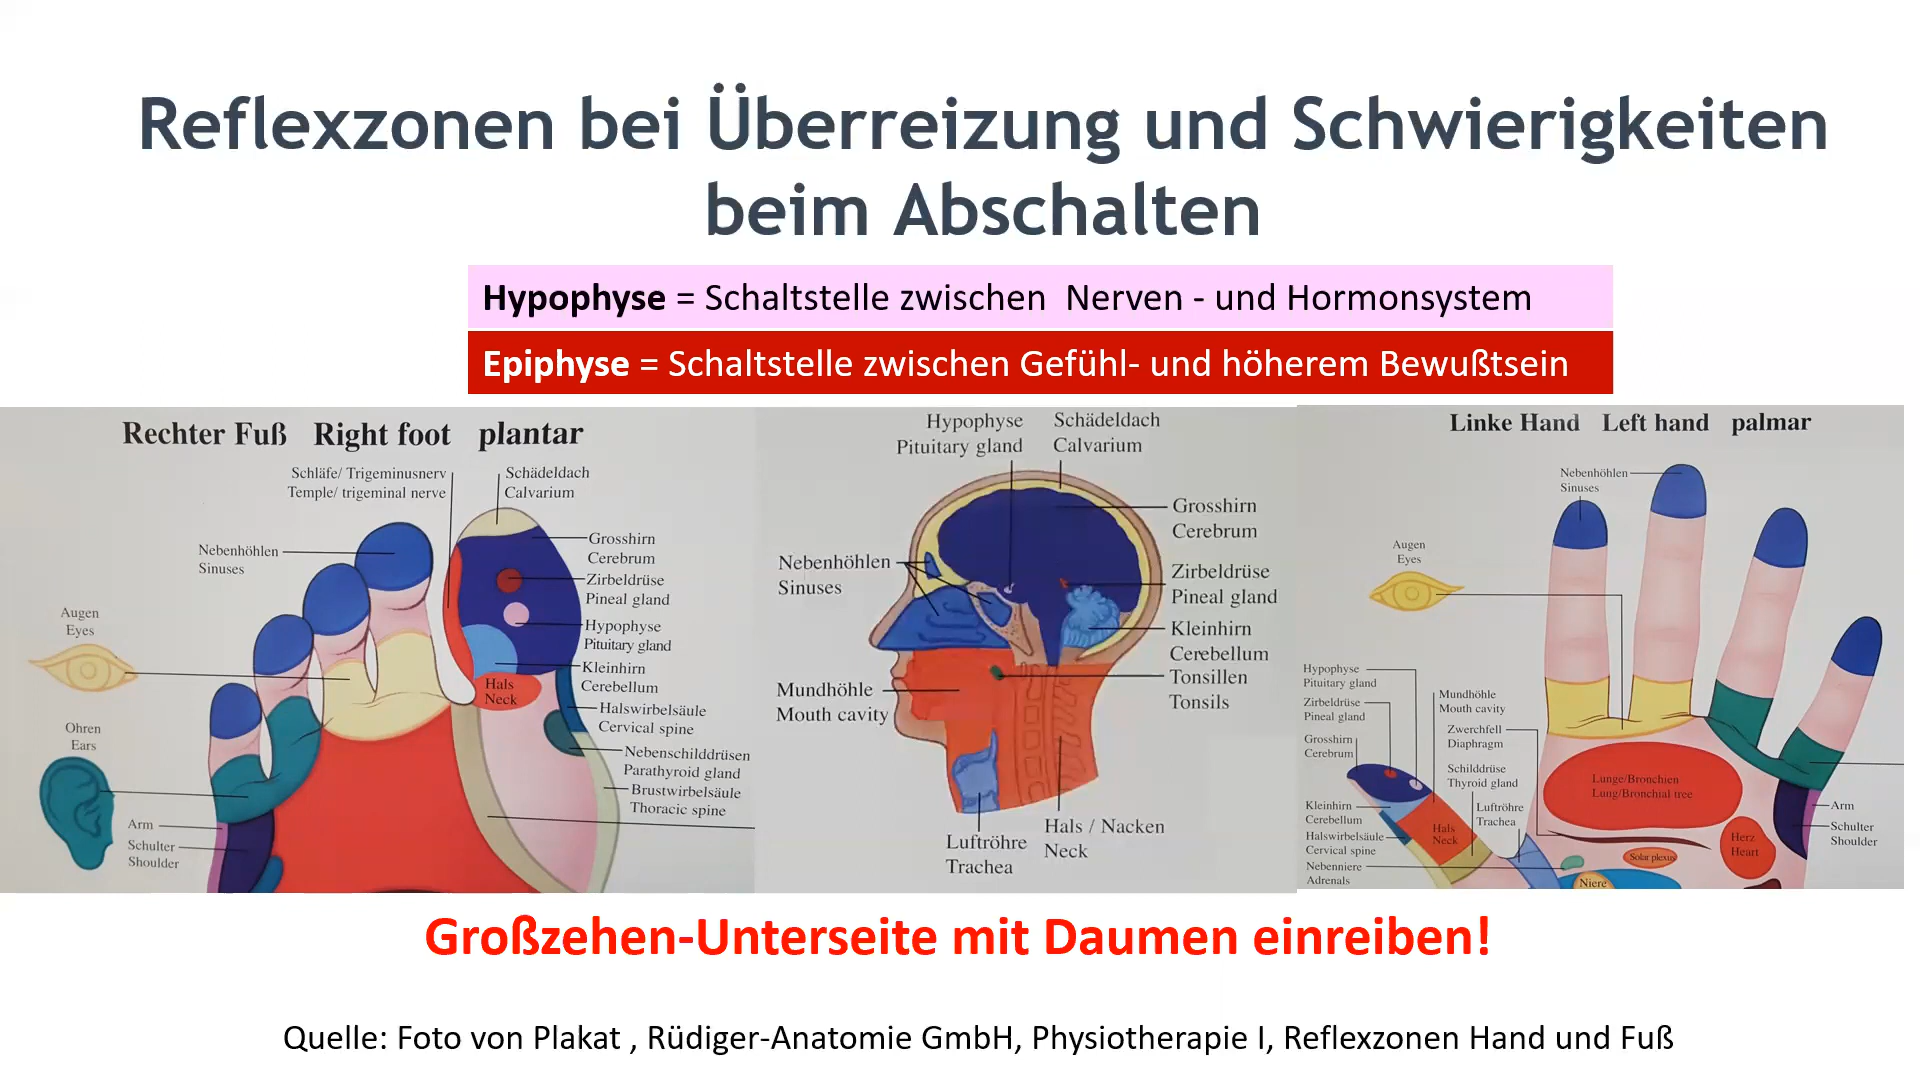 Reflexzonen bei Überreizung und Schwierigkeiten
beim Abschalten
Hypophyse = Schaltstelle zwischen Nerven - und Hormonsystem
Epiphyse = Schaltstelle zwischen Gefühl- und höherem Bewußtsein
Rechter Fuß Right foot plantar
Schläfe/ Trigeminusnerv
Temple/ trigeminal nerve
Schädeldach
Calvarium
Nebenhöhlen
Sinuses
Grosshirn
Cerebrum
Zirbeldrüse
Pineal gland
Augen
Eyes
Hypophyse
Pituitary gland
Kleinhirn
Cerebellum
Hals
Neck
Halswirbelsäule
Cervical spine
Ohren
Ears
Nebenschilddrüsen
Parathyroid gland
Brustwirbelsäule
Thoracic spine
Arm
Schulter
Shoulder
Hypophyse
Pituitary gland
Schädeldach
Calvarium
Grosshirn
Cerebrum
Nebenhöhlen
Sinuses
Zirbeldrüse
Pineal gland
Kleinhirn
Cerebellum
Tonsillen
Tonsils
Mundhöhle
Mouth cavity
Hals / Nacken
Neck
Luftröhre
Trachea
Linke Hand Left hand palmar
Nebenhöhlen
Sinuses
Augen
Eyes
Hypophyse
Pituitary gland
Zirbeldrüse
Pineal gland
Mundhöhle
Mouth cavity
Grosshirn
Cerebrum
Zwerchfell
Diaphragm
Schilddrüse
Thyroid gland
Lunge/Bronchien
Lung/Bronchial tree
Kleinhirn
Cerebellum
Luftröhre
Trachea
Arm
Schulter
Shoulder
Hals
Neck
Halswirbelsäule
Cervical spine
Herz
Heart
Solar plexus
Nebenniere
Adrenals
Niere
Großzehen-Unterseite mit Daumen einreiben!
Quelle: Foto von Plakat , Rüdiger-Anatomie GmbH, Physiotherapie I, Reflexzonen Hand und Fuß